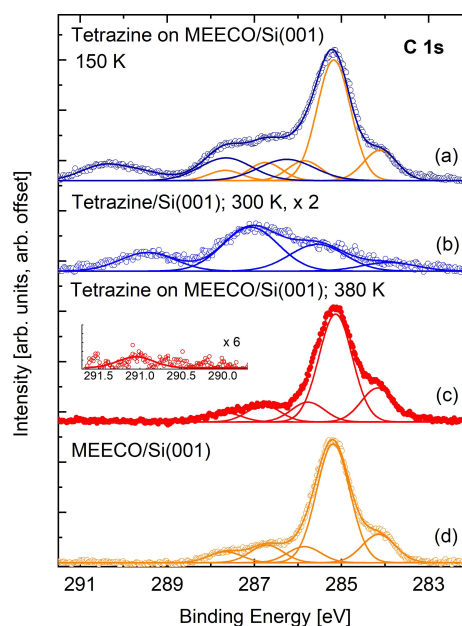 Tetrazine on MEECO/Si(001)
C 1s
150 K
(a)
Tetrazine/Si(001); 300 K, x 2
(b)
Tetrazine on MEECO/Si(001); 380 K
x 6
291.5 291.0 290.5 290.0
(c)
MEECO/Si(001)
(d)
291 289 287 285 283
Binding Energy [eV]
Intensity [arb. units, arb. offset]